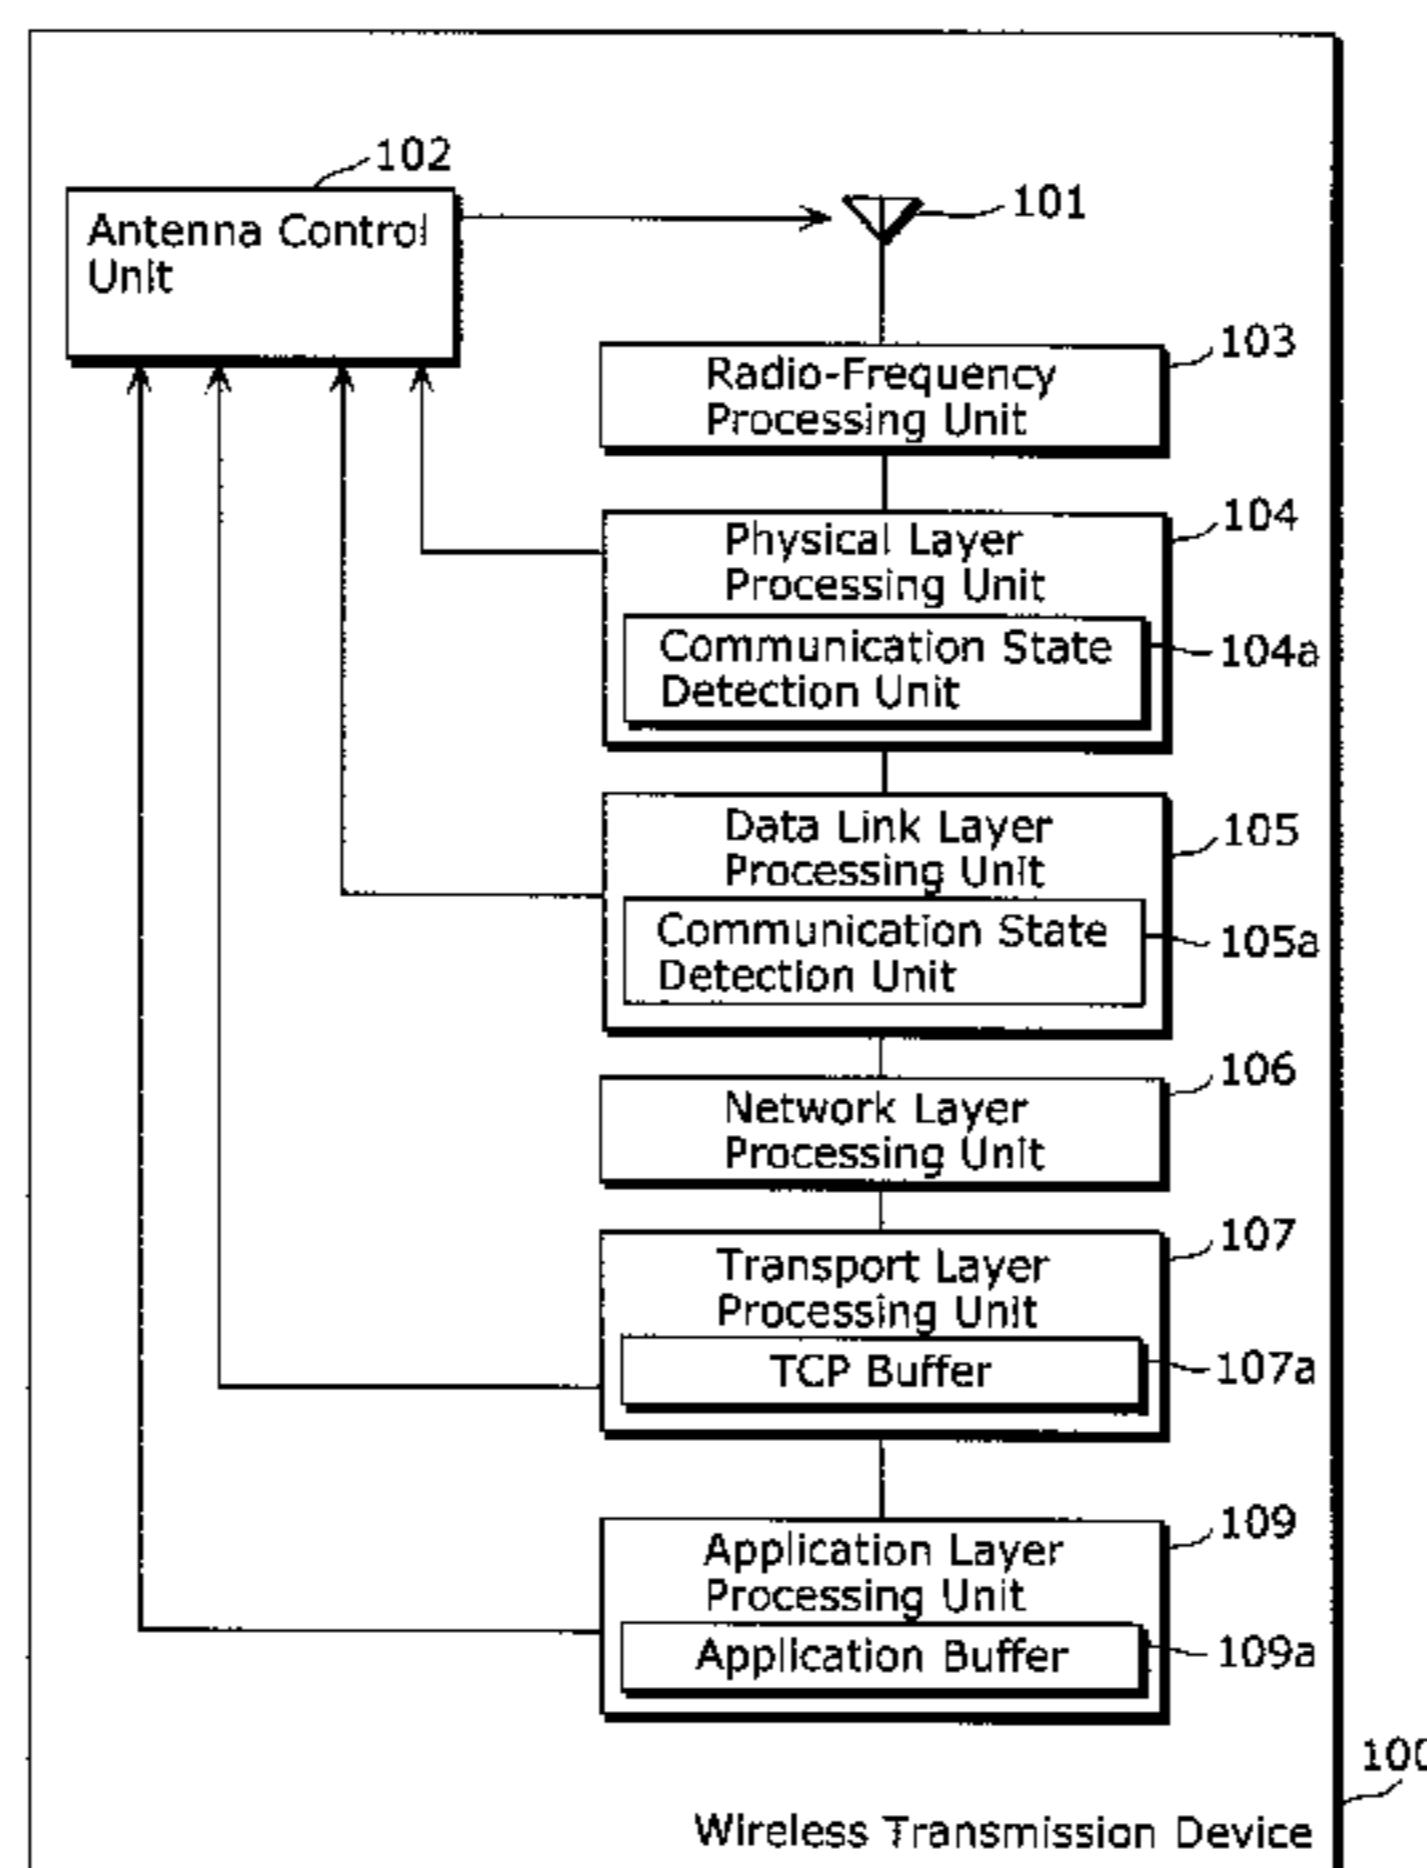 102
Antenna Control
Unit
101
103
Radio-Frequency
Processing Unit
104
Physical Layer
Processing Unit
Communication State
Detection Unit
104a
105
Data Link Layer
Processing Unit
Communication State
Detection Unit
105a
106
Network Layer
Processing Unit
107
Transport Layer
Processing Unit
TCP Buffer
107a
109
Application Layer
Processing Unit
Application Buffer
109a
100
Wireless Transmission Device